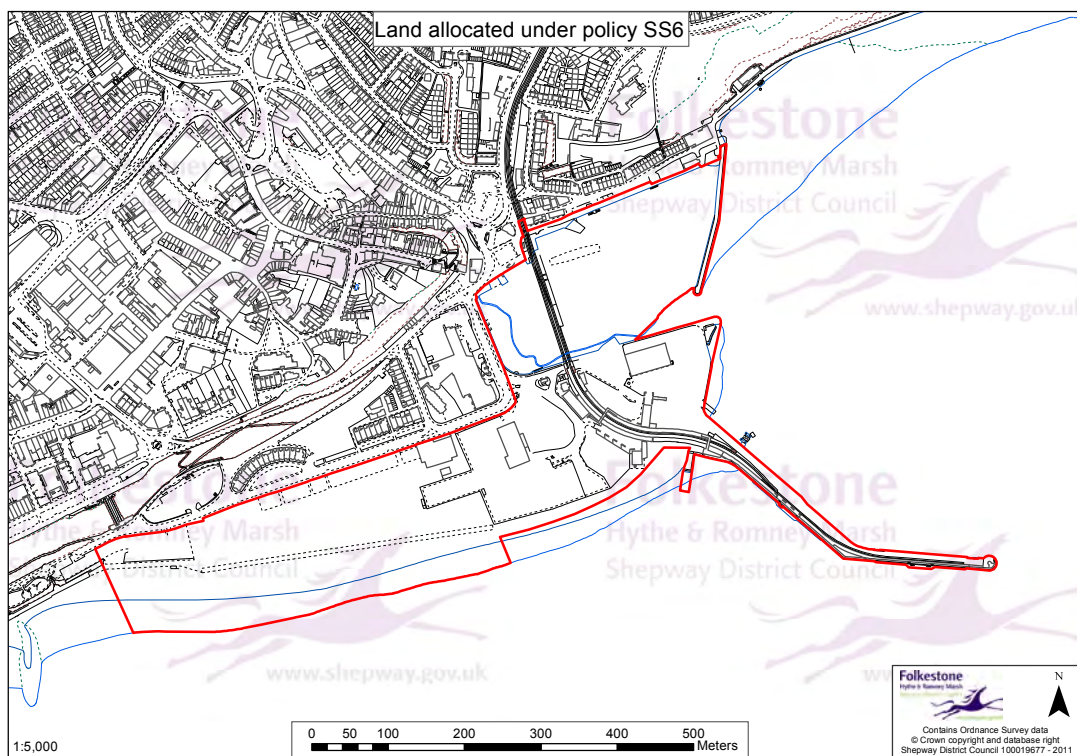 Land allocated under policy SS6
Folkestone
Hythe & Romney Marsh
Shepway District Council
www.shepway.gov.uk
Folkestone
Hythe & Romney Marsh
Shepway District Council
Folkestone
Hythe & Romney Marsh
Shepway District Council
www.shepway.gov.uk
1:5,000
0 50 100 200 300 400 500
Meters
Folkestone
Hythe & Romney Marsh
N
Contains Ordnance Survey data
© Crown copyright and database right
Shepway District Council 100019677 - 2011